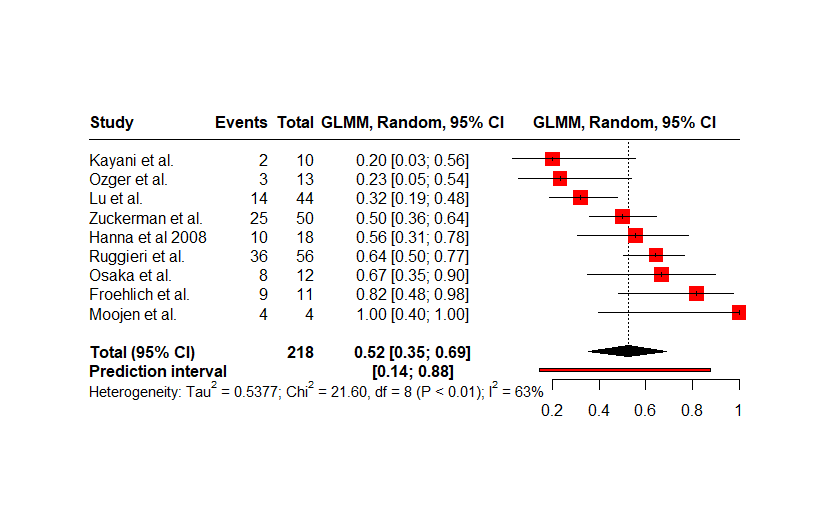 Study Events Total GLMM, Random, 95% CI GLMM, Random, 95% CI
Kayani et al. 2 10 0.20 [0.03; 0.56]
Ozger et al. 3 13 0.23 [0.05; 0.54]
Lu et al. 14 44 0.32 [0.19; 0.48]
Zuckerman et al. 25 50 0.50 [0.36; 0.64]
Hanna et al 2008 10 18 0.56 [0.31; 0.78]
Ruggieri et al. 36 56 0.64 [0.50; 0.77]
Osaka et al. 8 12 0.67 [0.35; 0.90]
Froehlich et al. 9 11 0.82 [0.48; 0.98]
Moojen et al. 4 4 1.00 [0.40; 1.00]
Total (95% CI) 218 0.52 [0.35; 0.69]
Prediction interval [0.14; 0.88]
Heterogeneity: Tau² = 0.5377; Chi² = 21.60, df = 8 (P < 0.01); I² = 63%
0.2 0.4 0.6 0.8 1